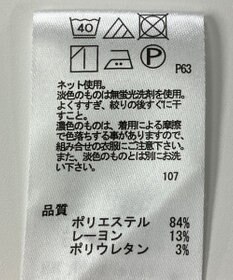 40
P
P63
ネット使用。
淡色のものは無蛍光洗剤を使用。
よくすすぎ、絞りの後すぐに干
すこと。
濃色のものは、着用による摩擦
で色落ちする事がありますので、
組み合せの衣服にご注意下さい。
また、淡色のものとは別にお洗
い下さい。
107
品質
ポリエステル 84%
レーヨン 13%
ポリウレタン 3%